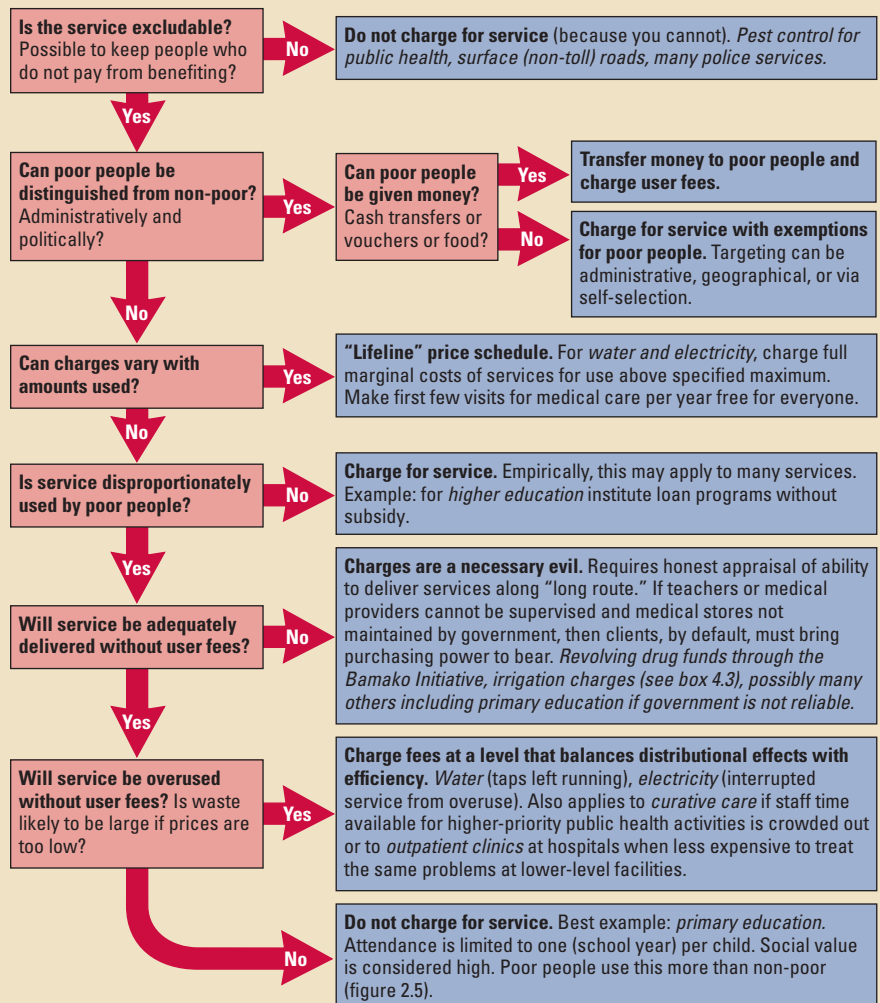 Is the service excludable?
Possible to keep people who
do not pay from benefiting?
No
Do not charge for service (because you cannot). Pest control for
public health, surface (non-toll) roads, many police services.
Yes
Can poor people be
distinguished from non-poor?
Administratively and
politically?
Yes
Can poor people
be given money?
Cash transfers or
vouchers or food?
Yes
Transfer money to poor people and
charge user fees.
No
Charge for service with exemptions
for poor people. Targeting can be
administrative, geographical, or via
self-selection.
No
Can charges vary with
amounts used?
Yes
“Lifeline” price schedule. For water and electricity, charge full
marginal costs of services for use above specified maximum.
Make first few visits for medical care per year free for everyone.
No
Is service disproportionately
used by poor people?
No
Charge for service. Empirically, this may apply to many services.
Example: for higher education institute loan programs without
subsidy.
Yes
Will service be adequately
delivered without user fees?
No
Charges are a necessary evil. Requires honest appraisal of ability
to deliver services along “long route.” If teachers or medical
providers cannot be supervised and medical stores not
maintained by government, then clients, by default, must bring
purchasing power to bear. Revolving drug funds through the
Bamako Initiative, irrigation charges (see box 4.3), possibly many
others including primary education if government is not reliable.
Yes
Will service be overused
without user fees? Is waste
likely to be large if prices are
too low?
Yes
Charge fees at a level that balances distributional effects with
efficiency. Water (taps left running), electricity (interrupted
service from overuse). Also applies to curative care if staff time
available for higher-priority public health activities is crowded out
or to outpatient clinics at hospitals when less expensive to treat
the same problems at lower-level facilities.
No
Do not charge for service. Best example: primary education.
Attendance is limited to one (school year) per child. Social value
is considered high. Poor people use this more than non-poor
(figure 2.5).